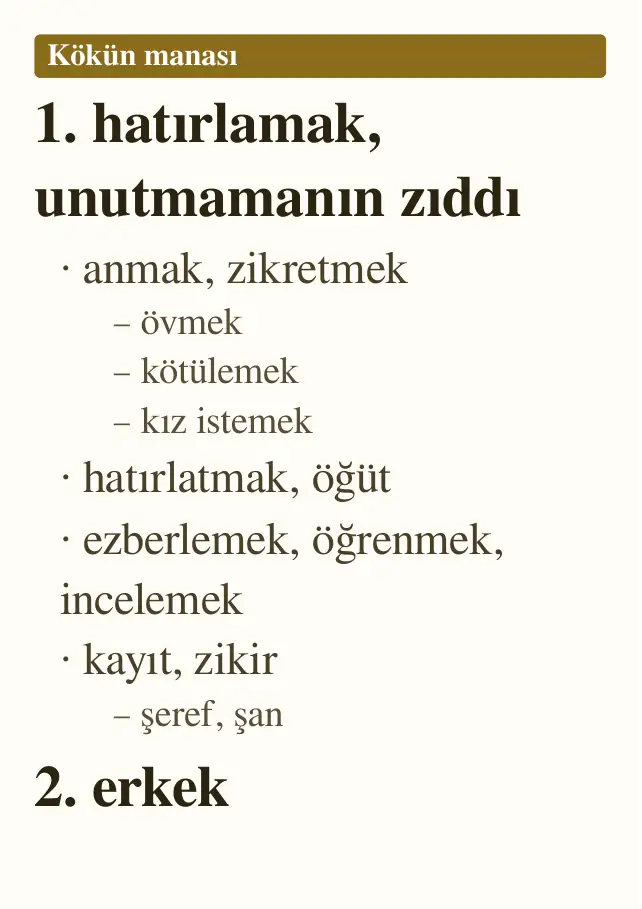 Kökün manası
1. hatırlamak,
unutmamanın zıddı
· anmak, zikretmek
– övmek
– kötülemek
– kız istemek
· hatırlatmak, öğüt
· ezberlemek, öğrenmek,
incelemek
· kayıt, zikir
– şeref, şan
2. erkek